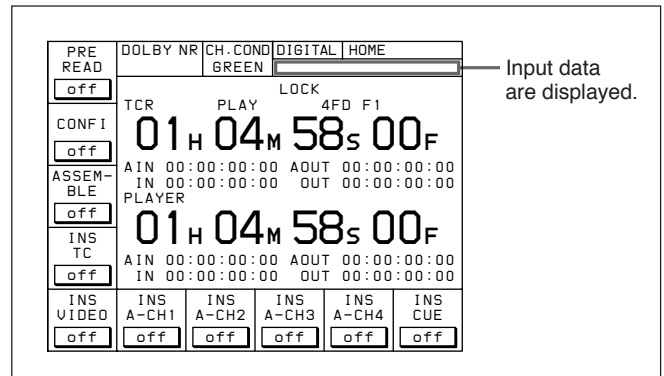 PRE READ
off
DOLBY NR CH.COND DIGITAL HOME
GREEN
Input data
are displayed.
LOCK
TCR PLAY 4FD F1
01H 04M 58S 00F
AIN 00:00:00:00 AOUT 00:00:00:00
IN 00:00:00:00 OUT 00:00:00:00
PLAYER
01H 04M 58S 00F
AIN 00:00:00:00 AOUT 00:00:00:00
IN 00:00:00:00 OUT 00:00:00:00
CONFI
off
ASSEM-
BLE
off
INS
TC
off
INS
VIDEO
off
INS
A-CH1
off
INS
A-CH2
off
INS
A-CH3
off
INS
A-CH4
off
INS
CUE
off